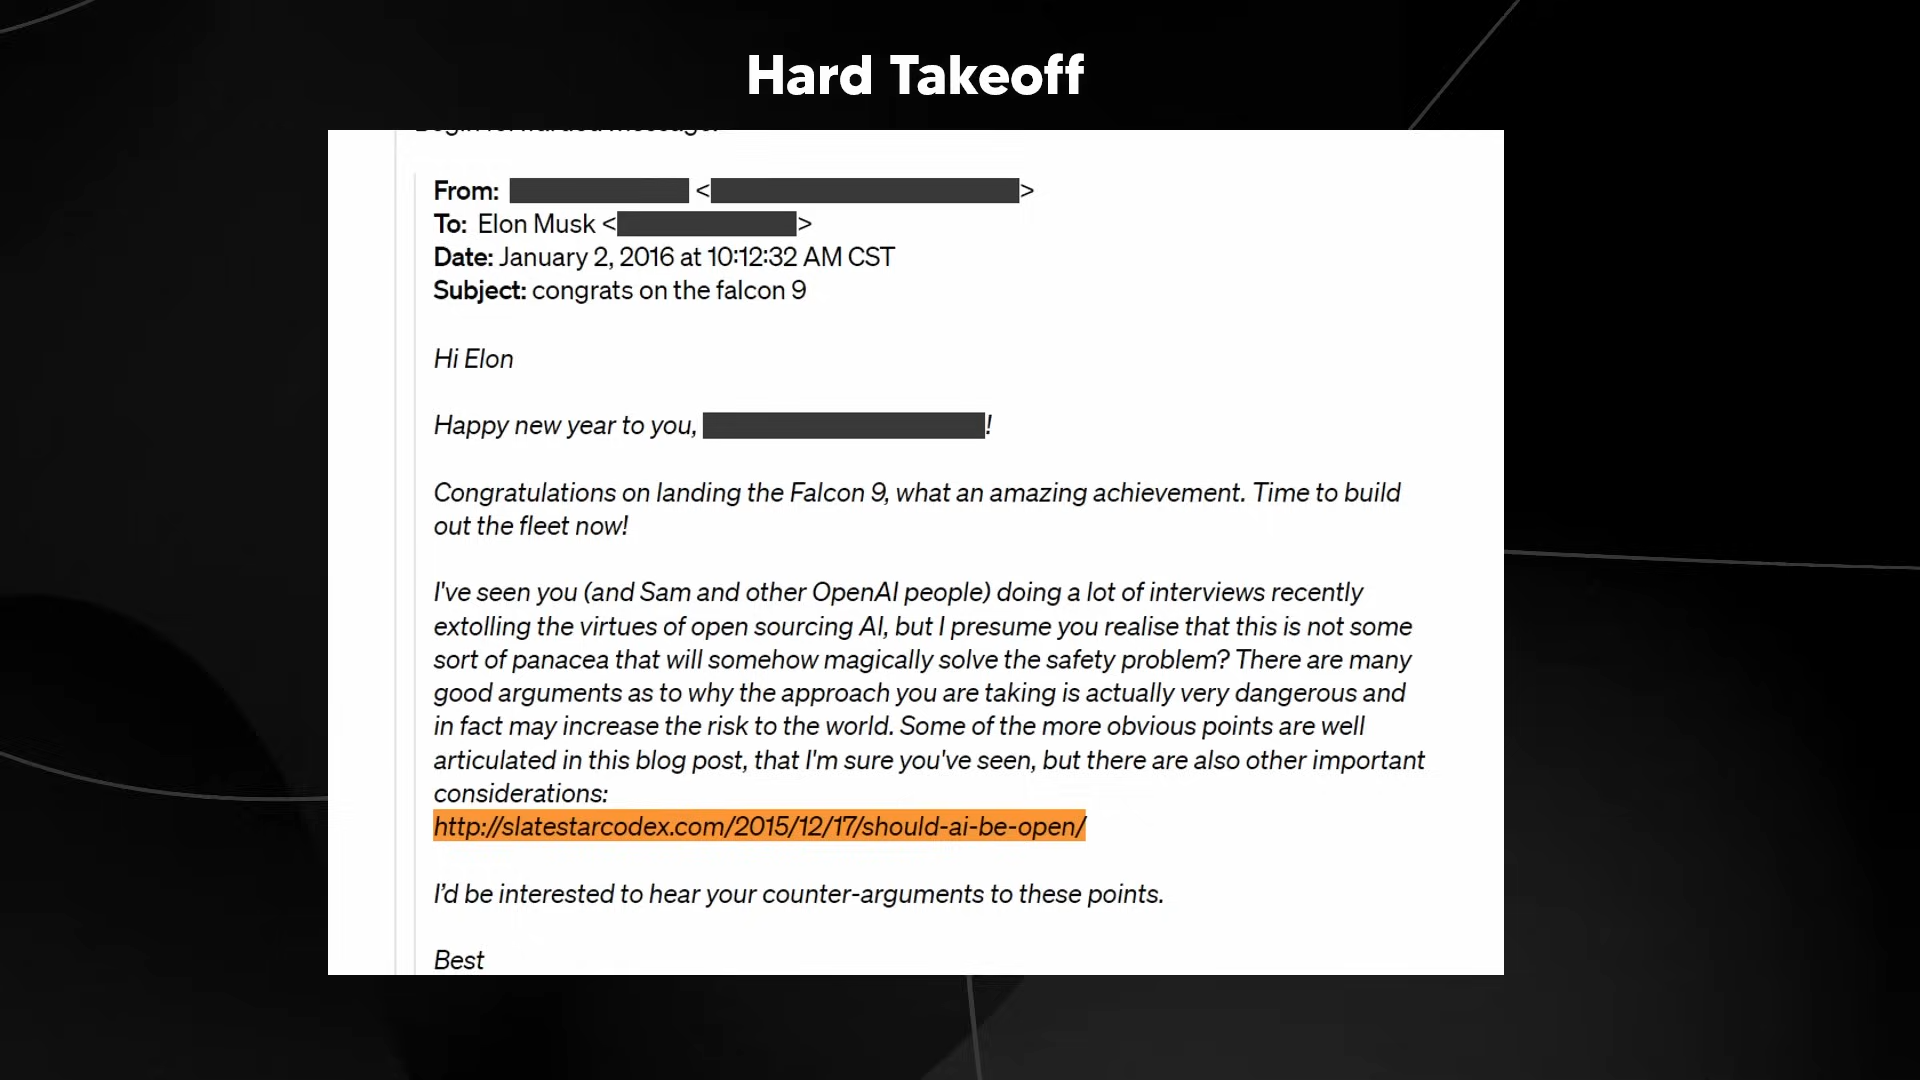 Hard Takeoff
Begin forwarded message:
From: < >
To: Elon Musk < >
Date: January 2, 2016 at 10:12:32 AM CST
Subject: congrats on the falcon 9
Hi Elon
Happy new year to you, !
Congratulations on landing the Falcon 9, what an amazing achievement. Time to build
out the fleet now!
I've seen you (and Sam and other OpenAI people) doing a lot of interviews recently
extolling the virtues of open sourcing AI, but I presume you realise that this is not some
sort of panacea that will somehow magically solve the safety problem? There are many
good arguments as to why the approach you are taking is actually very dangerous and
in fact may increase the risk to the world. Some of the more obvious points are well
articulated in this blog post, that I'm sure you've seen, but there are also other important
considerations:
http://slatestarcodex.com/2015/12/17/should-ai-be-open/
I'd be interested to hear your counter-arguments to these points.
Best